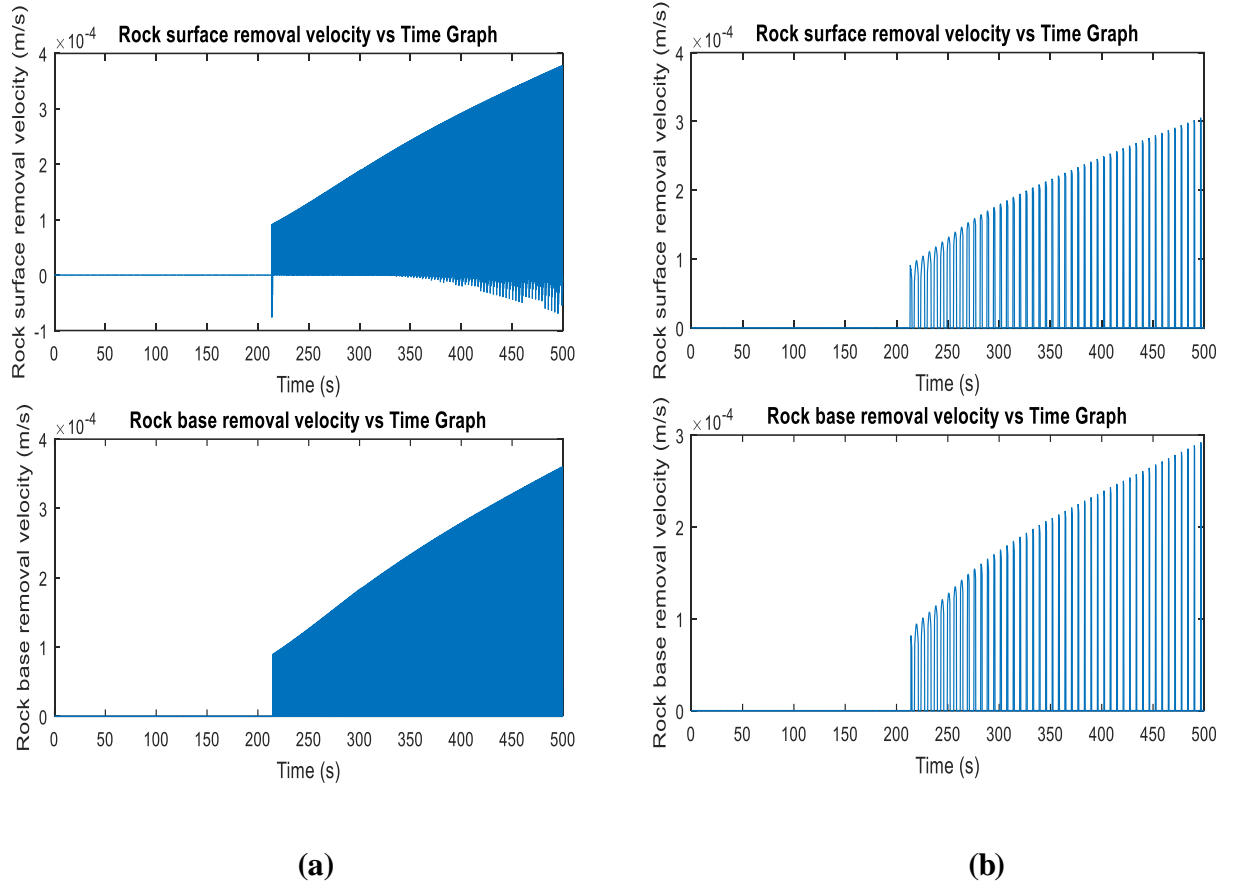 Rock surface removal velocity vs Time Graph
×10-4
Rock surface removal velocity (m/s)
4
3
2
1
0
-1
0 50 100 150 200 250 300 350 400 450 500
Time (s)
Rock base removal velocity vs Time Graph
×10-4
Rock base removal velocity (m/s)
4
3
2
1
0
0 50 100 150 200 250 300 350 400 450 500
Time (s)
(a)
Rock surface removal velocity vs Time Graph
×10-4
Rock surface removal velocity (m/s)
4
3
2
1
0
0 50 100 150 200 250 300 350 400 450 500
Time (s)
Rock base removal velocity vs Time Graph
×10-4
Rock base removal velocity (m/s)
3
2
1
0
0 50 100 150 200 250 300 350 400 450 500
Time (s)
(b)